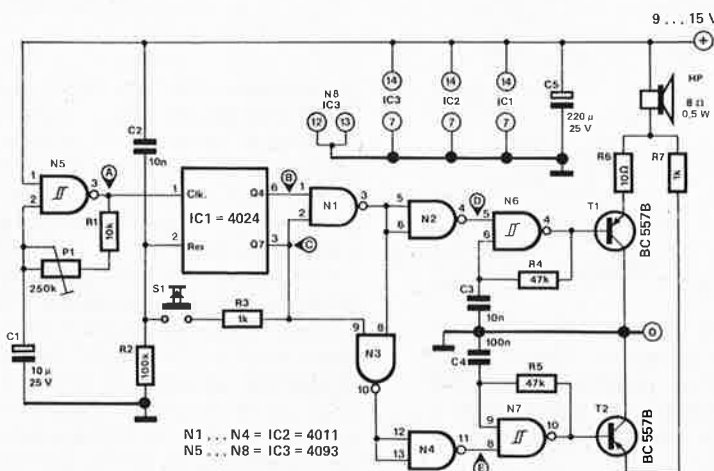 9 ... 15 V
+
HP
8 Ω
0,5 W
N8
IC3
12 13
14
IC3
7
14
IC2
7
14
IC1
7
C5
220 µ
25 V
C2
10n
N5
1
2
3
A
R1
10k
P1
250k
C1
10 µ
25 V
R2
100k
1 Clk.
2 Res
IC1 = 4024
Q4 6
Q7 3
B
C
S1
R3
1k
1
2
N1
3
5
6
N2
4
D
5
6
N6
4
R4
47k
C3
10n
R6
10Ω
R7
1k
T1
BC 557B
0
9 8
N3
10
100n
C4
R5
47k
9
8
N7
10
T2
BC 557B
12
13
N4
11
E
N1 ... N4 = IC2 = 4011
N5 ... N8 = IC3 = 4093